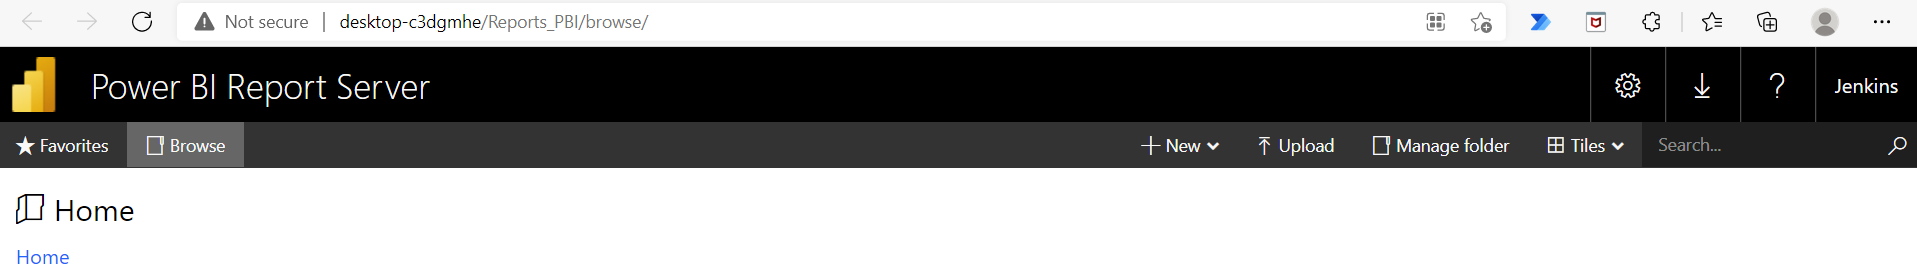 Not secure | desktop-c3dgmhe/Reports_PBI/browse/
Power BI Report Server ? Jenkins
Favorites Browse New Upload Manage folder Tiles Search...
Home
Home